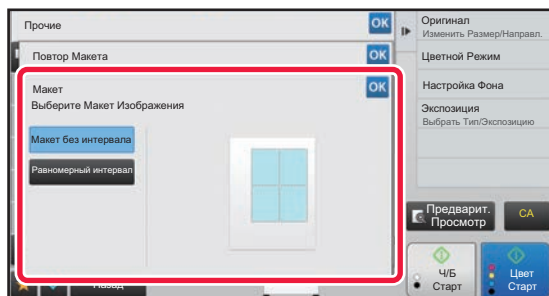 Прочие
OK
Повтор Макета
OK
Макет
OK
Выберите Макет Изображения
Макет без интервала
Равномерный интервал
Назад
Оригинал
Изменить Размер/Направл.
Цветной Режим
Настройка Фона
Экспозиция
Выбрать Тип/Экспозицию
Предварит.
Просмотр
CA
Ч/Б
Старт
Цвет
Старт